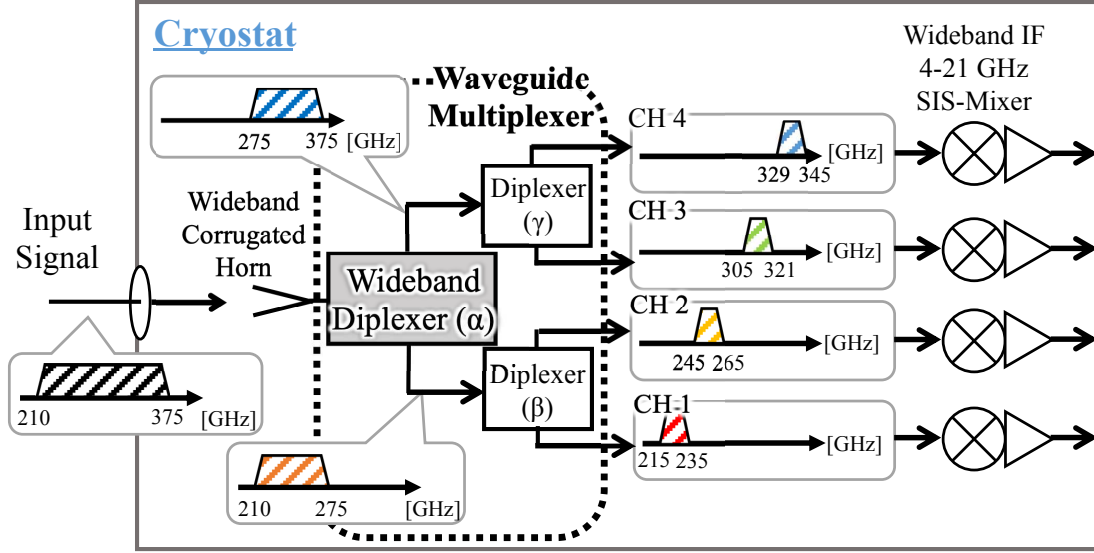 Cryostat
Wideband IF
4-21 GHz
SIS-Mixer
Waveguide
Multiplexer
275 375 [GHz]
CH 4
[GHz]
329 345
Diplexer
(γ)
Wideband
Corrugated
Horn
Input
Signal
CH 3
[GHz]
305 321
Wideband
Diplexer (α)
CH 2
[GHz]
245 265
Diplexer
(β)
210 375 [GHz]
CH 1
[GHz]
215 235
210 275 [GHz]